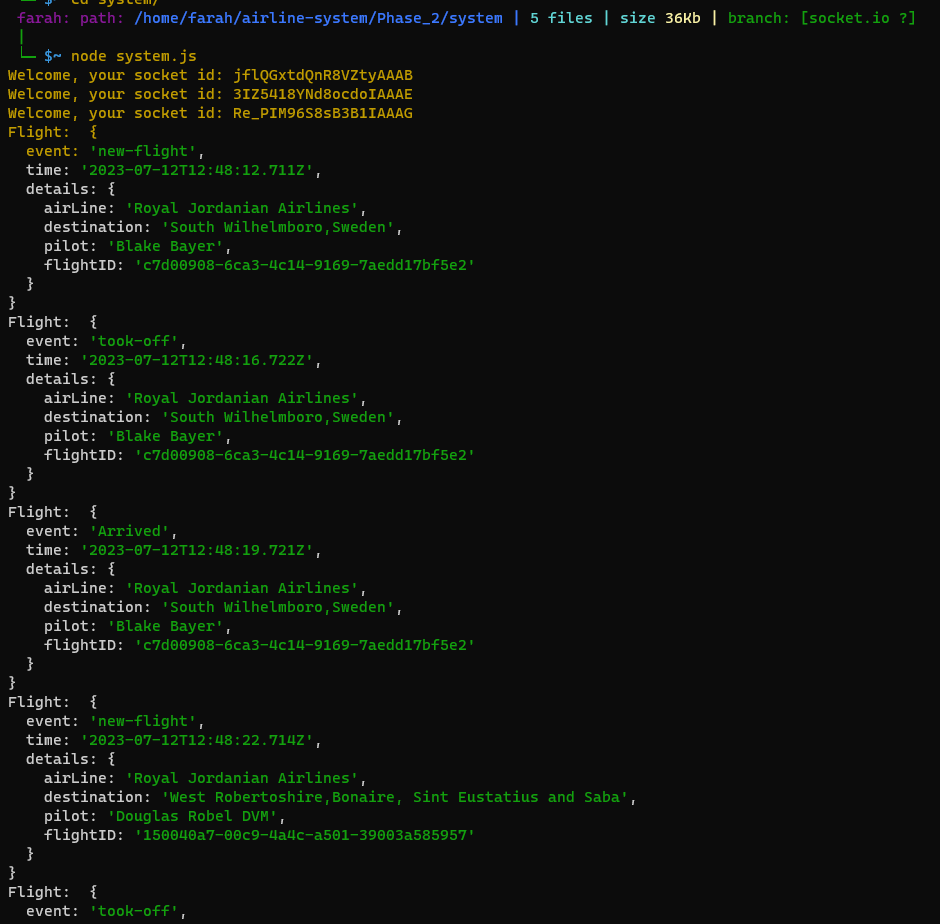 $~ cd system/
farah: path: /home/farah/airline-system/Phase_2/system | 5 files | size 36Kb | branch: [socket.io ?]
$~ node system.js
Welcome, your socket id: jflQGxtdQnR8VZtyAAAB
Welcome, your socket id: 3IZ5418YNd8ocdoIAAAE
Welcome, your socket id: Re_PIM96S8sB3B1IAAAG
Flight:  {
  event: 'new-flight',
  time: '2023-07-12T12:48:12.711Z',
  details: {
    airLine: 'Royal Jordanian Airlines',
    destination: 'South Wilhelmboro,Sweden',
    pilot: 'Blake Bayer',
    flightID: 'c7d00908-6ca3-4c14-9169-7aedd17bf5e2'
  }
}
Flight:  {
  event: 'took-off',
  time: '2023-07-12T12:48:16.722Z',
  details: {
    airLine: 'Royal Jordanian Airlines',
    destination: 'South Wilhelmboro,Sweden',
    pilot: 'Blake Bayer',
    flightID: 'c7d00908-6ca3-4c14-9169-7aedd17bf5e2'
  }
}
Flight:  {
  event: 'Arrived',
  time: '2023-07-12T12:48:19.721Z',
  details: {
    airLine: 'Royal Jordanian Airlines',
    destination: 'South Wilhelmboro,Sweden',
    pilot: 'Blake Bayer',
    flightID: 'c7d00908-6ca3-4c14-9169-7aedd17bf5e2'
  }
}
Flight:  {
  event: 'new-flight',
  time: '2023-07-12T12:48:22.714Z',
  details: {
    airLine: 'Royal Jordanian Airlines',
    destination: 'West Robertoshire,Bonaire, Sint Eustatius and Saba',
    pilot: 'Douglas Robel DVM',
    flightID: '150040a7-00c9-4a4c-a501-39003a585957'
  }
}
Flight:  {
  event: 'took-off',